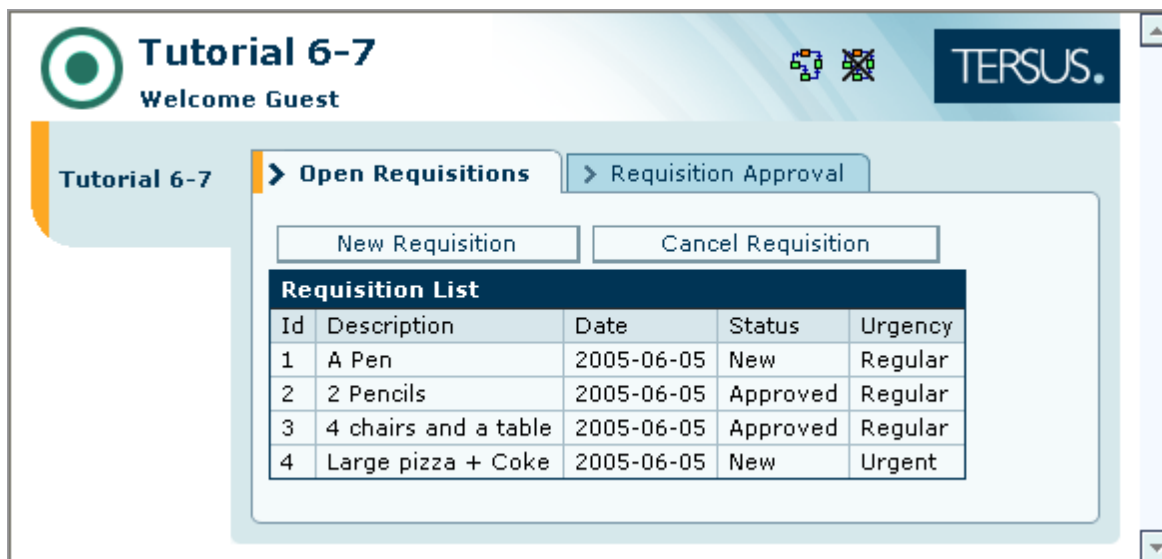 Tutorial 6-7
Welcome Guest
TERSUS.
Tutorial 6-7
Open Requisitions
Requisition Approval
New Requisition
Cancel Requisition
Requisition List
Id Description Date Status Urgency
1 A Pen 2005-06-05 New Regular
2 2 Pencils 2005-06-05 Approved Regular
3 4 chairs and a table 2005-06-05 Approved Regular
4 Large pizza + Coke 2005-06-05 New Urgent